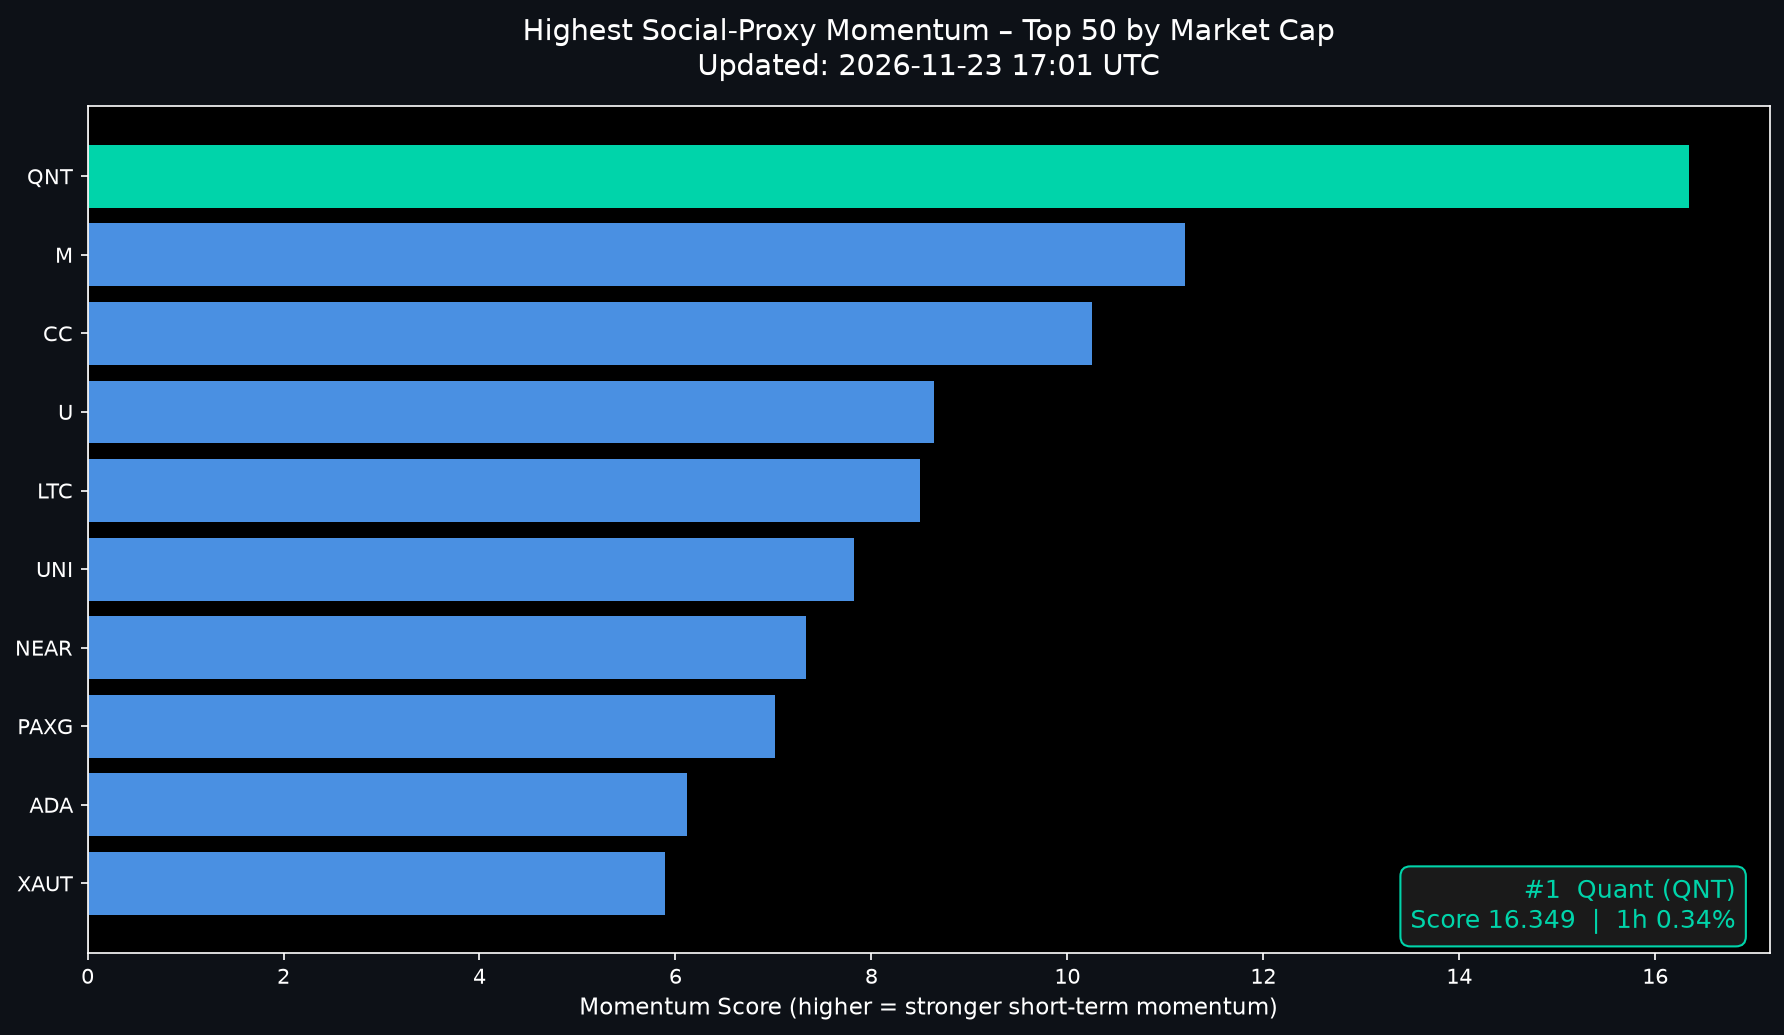 Highest Social-Proxy Momentum – Top 50 by Market Cap
Updated: 2026-11-23 17:01 UTC
QNT
M
CC
U
LTC
UNI
NEAR
PAXG
ADA
XAUT
#1  Quant (QNT)
Score 16.349  |  1h 0.34%
0 2 4 6 8 10 12 14 16
Momentum Score (higher = stronger short-term momentum)